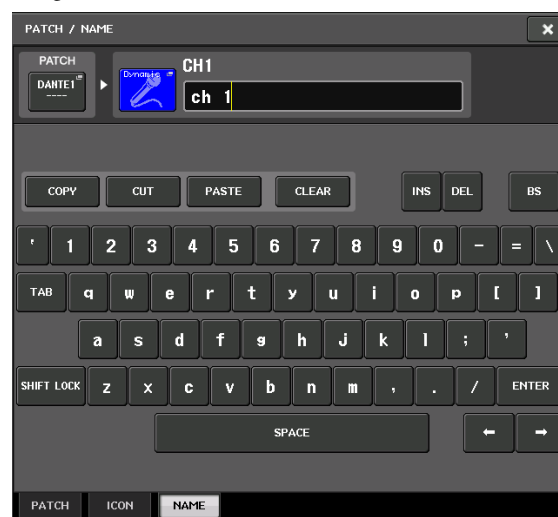 PATCH / NAME
PATCH
DANTE1
----
Dynamic
CH1
ch 1
COPY CUT PASTE CLEAR INS DEL BS
' 1 2 3 4 5 6 7 8 9 0 - = \
TAB q w e r t y u i o p [ ]
a s d f g h j k l ; '
SHIFT LOCK z x c v b n m , . / ENTER
SPACE ← →
PATCH ICON NAME